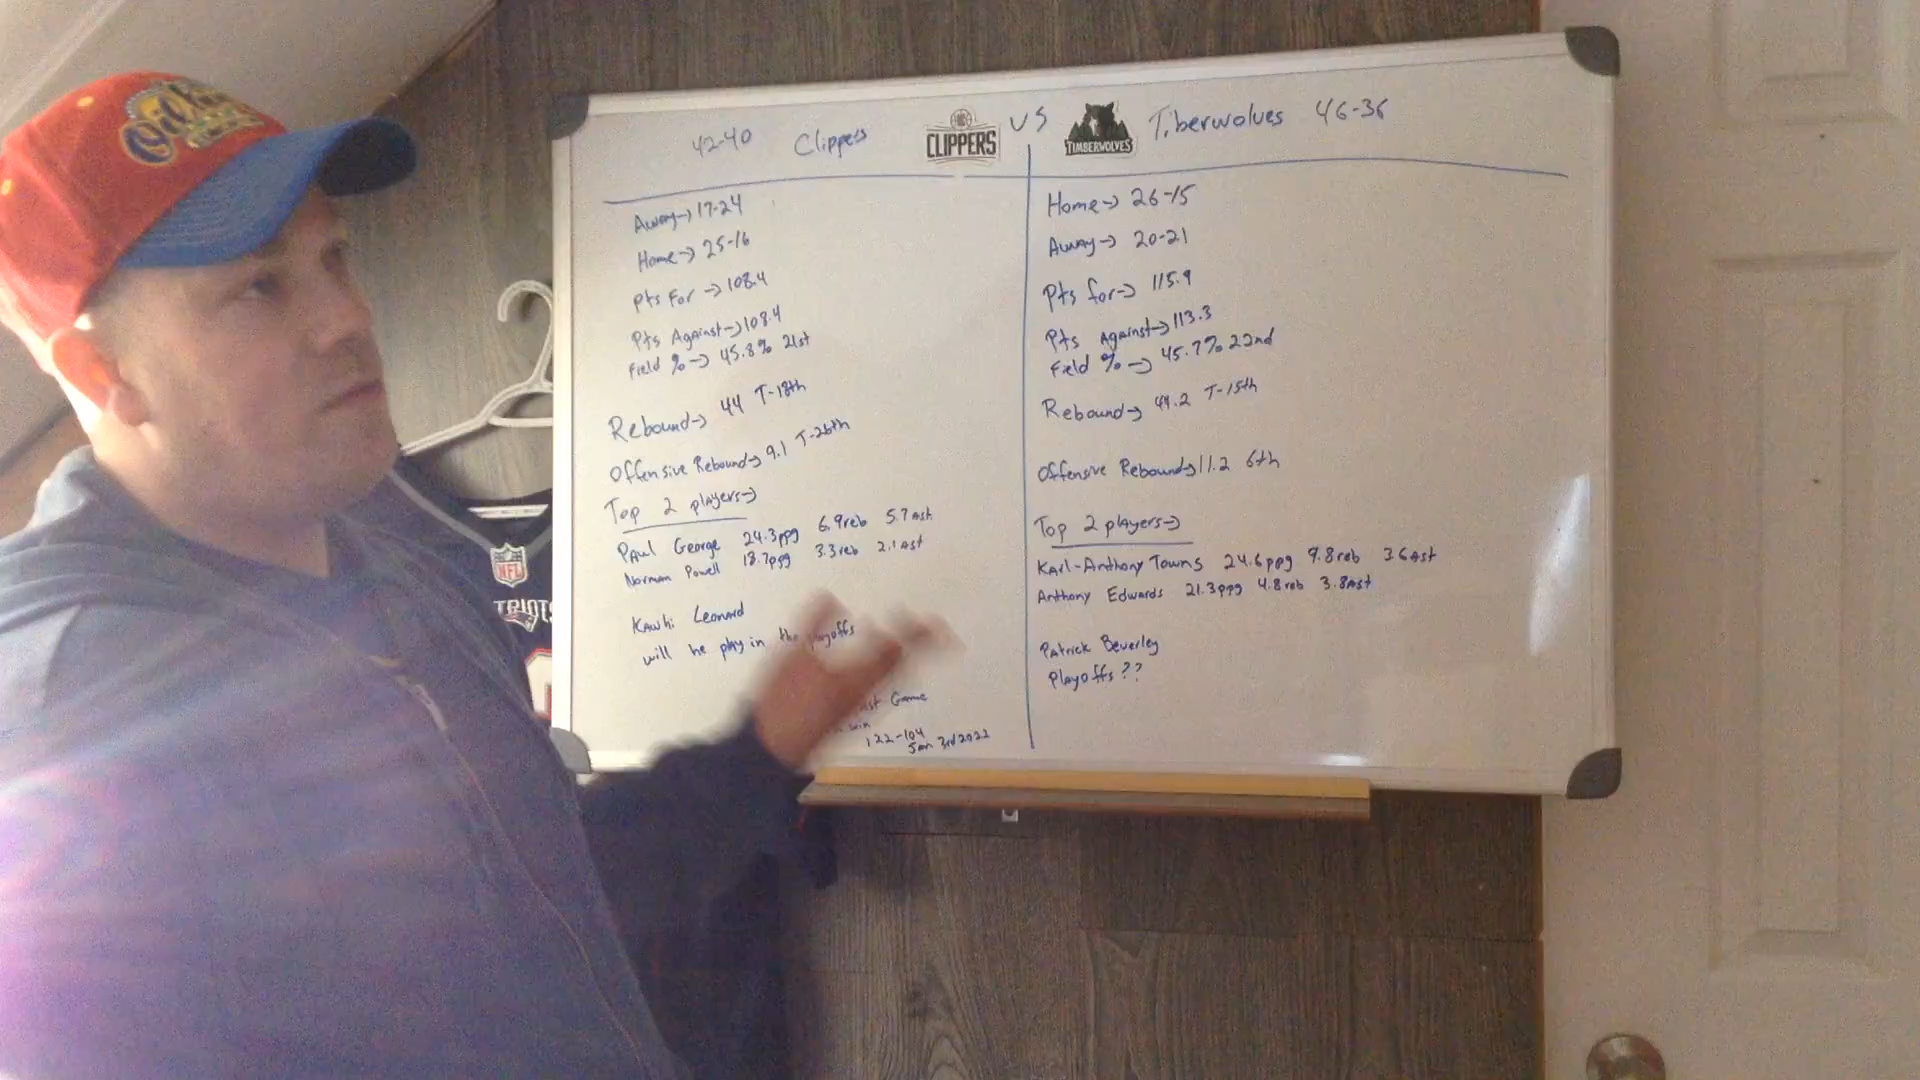 42-40 Clippers
CLIPPERS
VS
TIMBERWOLVES
Tiberwolves 46-36
Away-> 17-24
Home-> 25-16
Pts For -> 108.4
Pts Against-> 108.4
Field %-> 45.8% 21st
Rebound-> 44 T-18th
Offensive Rebound-> 9.1 T-26th
Top 2 players->
Paul George 24.3ppg 6.9reb 5.7Ast
Norman Powell 18.7ppg 3.3reb 2.1Ast
Kawhi Leonard
will he play in the playoffs
Game
win
122-104
Jan 3rd 2022
Home-> 26-15
Away-> 20-21
Pts for-> 115.9
Pts Against-> 113.3
Field %-> 45.7% 22nd
Rebound-> 44.2 T-15th
Offensive Rebound-> 11.2 6th
Top 2 players->
Karl-Anthony Towns 24.6ppg 9.8reb 3.6Ast
Anthony Edwards 21.3ppg 4.8reb 3.8Ast
Patrick Beverley
Playoffs ??
NFL